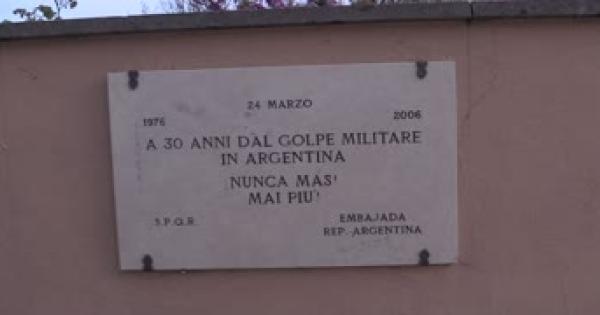 24 MARZO
1976 2006
A 30 ANNI DAL GOLPE MILITARE
IN ARGENTINA
¡NUNCA MAS!
MAI PIU'!
S.P.Q.R.
EMBAJADA
REP. ARGENTINA